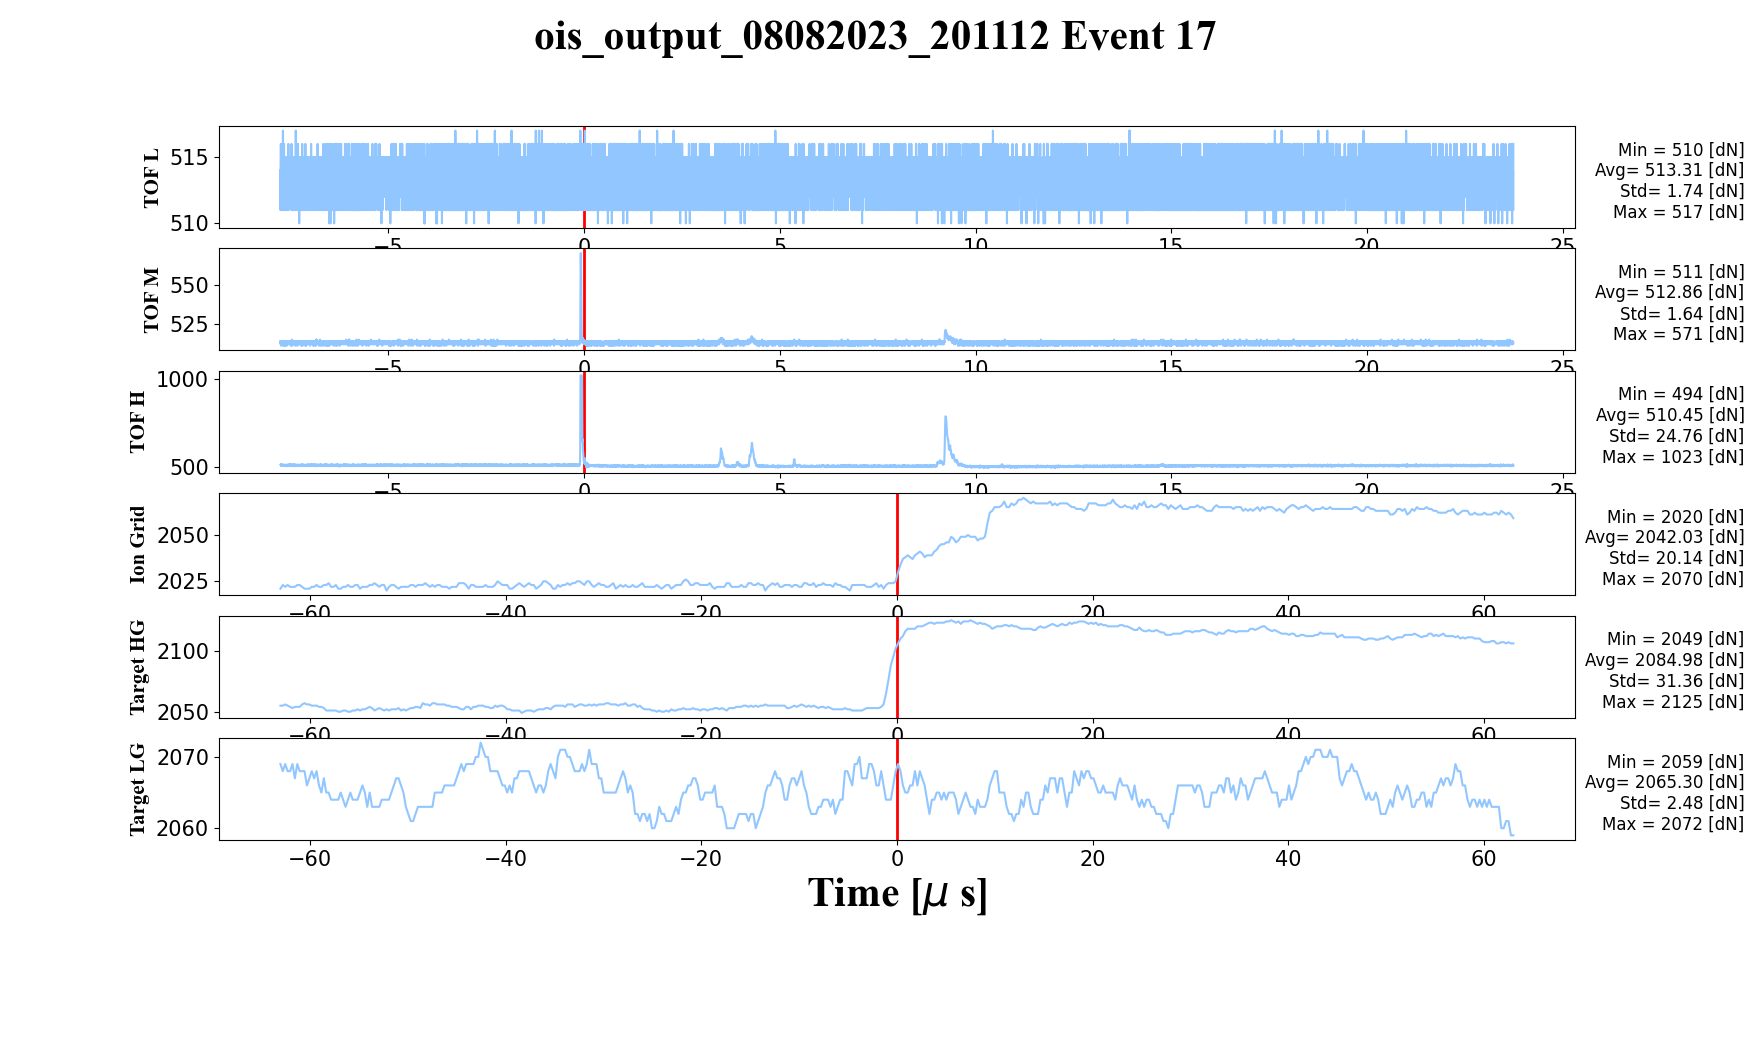 ois_output_08082023_201112 Event 17
TOF L
515
510
Min = 510 [dN]
Avg= 513.31 [dN]
Std= 1.74 [dN]
Max = 517 [dN]
−5 0 5 10 15 20 25
TOF M
550
525
Min = 511 [dN]
Avg= 512.86 [dN]
Std= 1.64 [dN]
Max = 571 [dN]
−5 0 5 10 15 20 25
TOF H
1000
500
Min = 494 [dN]
Avg= 510.45 [dN]
Std= 24.76 [dN]
Max = 1023 [dN]
−5 0 5 10 15 20 25
Ion Grid
2050
2025
Min = 2020 [dN]
Avg= 2042.03 [dN]
Std= 20.14 [dN]
Max = 2070 [dN]
−60 −40 −20 0 20 40 60
Target HG
2100
2050
Min = 2049 [dN]
Avg= 2084.98 [dN]
Std= 31.36 [dN]
Max = 2125 [dN]
−60 −40 −20 0 20 40 60
Target LG
2070
2060
Min = 2059 [dN]
Avg= 2065.30 [dN]
Std= 2.48 [dN]
Max = 2072 [dN]
−60 −40 −20 0 20 40 60
Time [μ s]